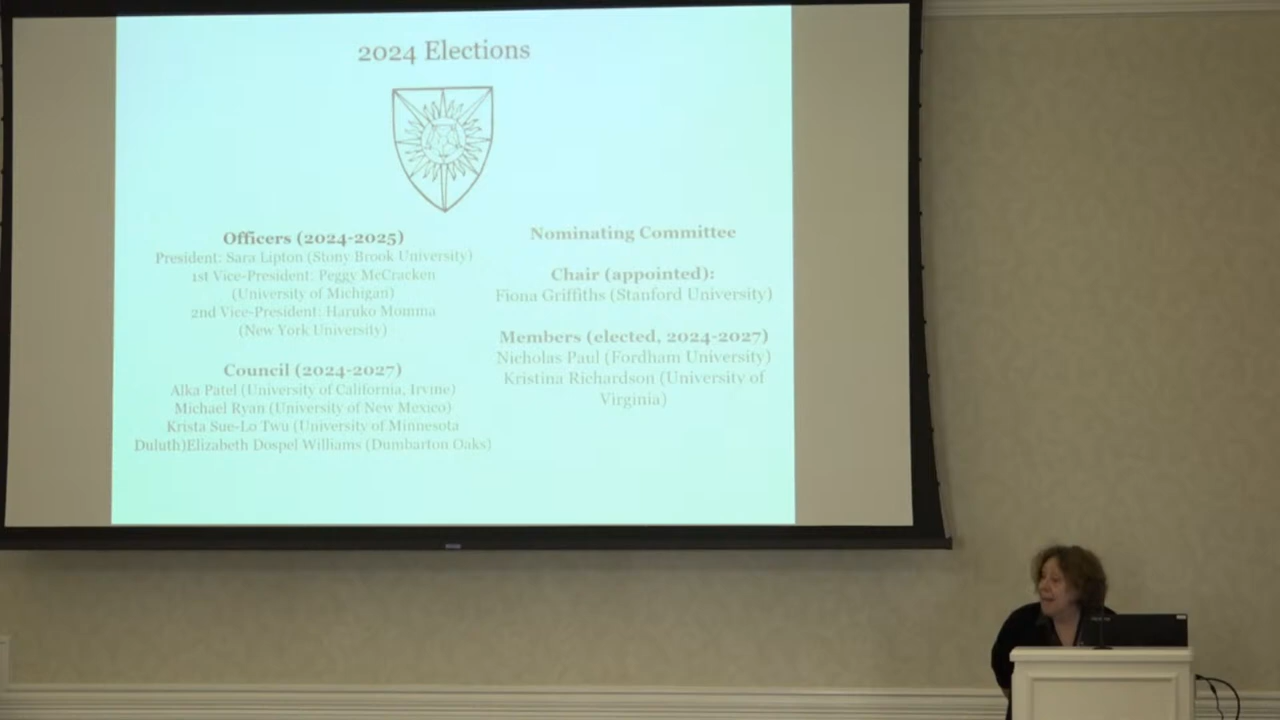 2024 Elections
Officers (2024-2025)
President: Sara Lipton (Stony Brook University)
1st Vice-President: Peggy McCracken
(University of Michigan)
2nd Vice-President: Haruko Momma
(New York University)
Council (2024-2027)
Alka Patel (University of California, Irvine)
Michael Ryan (University of New Mexico)
Krista Sue-Lo Twu (University of Minnesota
Duluth)Elizabeth Dospel Williams (Dumbarton Oaks)
Nominating Committee
Chair (appointed):
Fiona Griffiths (Stanford University)
Members (elected, 2024-2027)
Nicholas Paul (Fordham University)
Kristina Richardson (University of
Virginia)